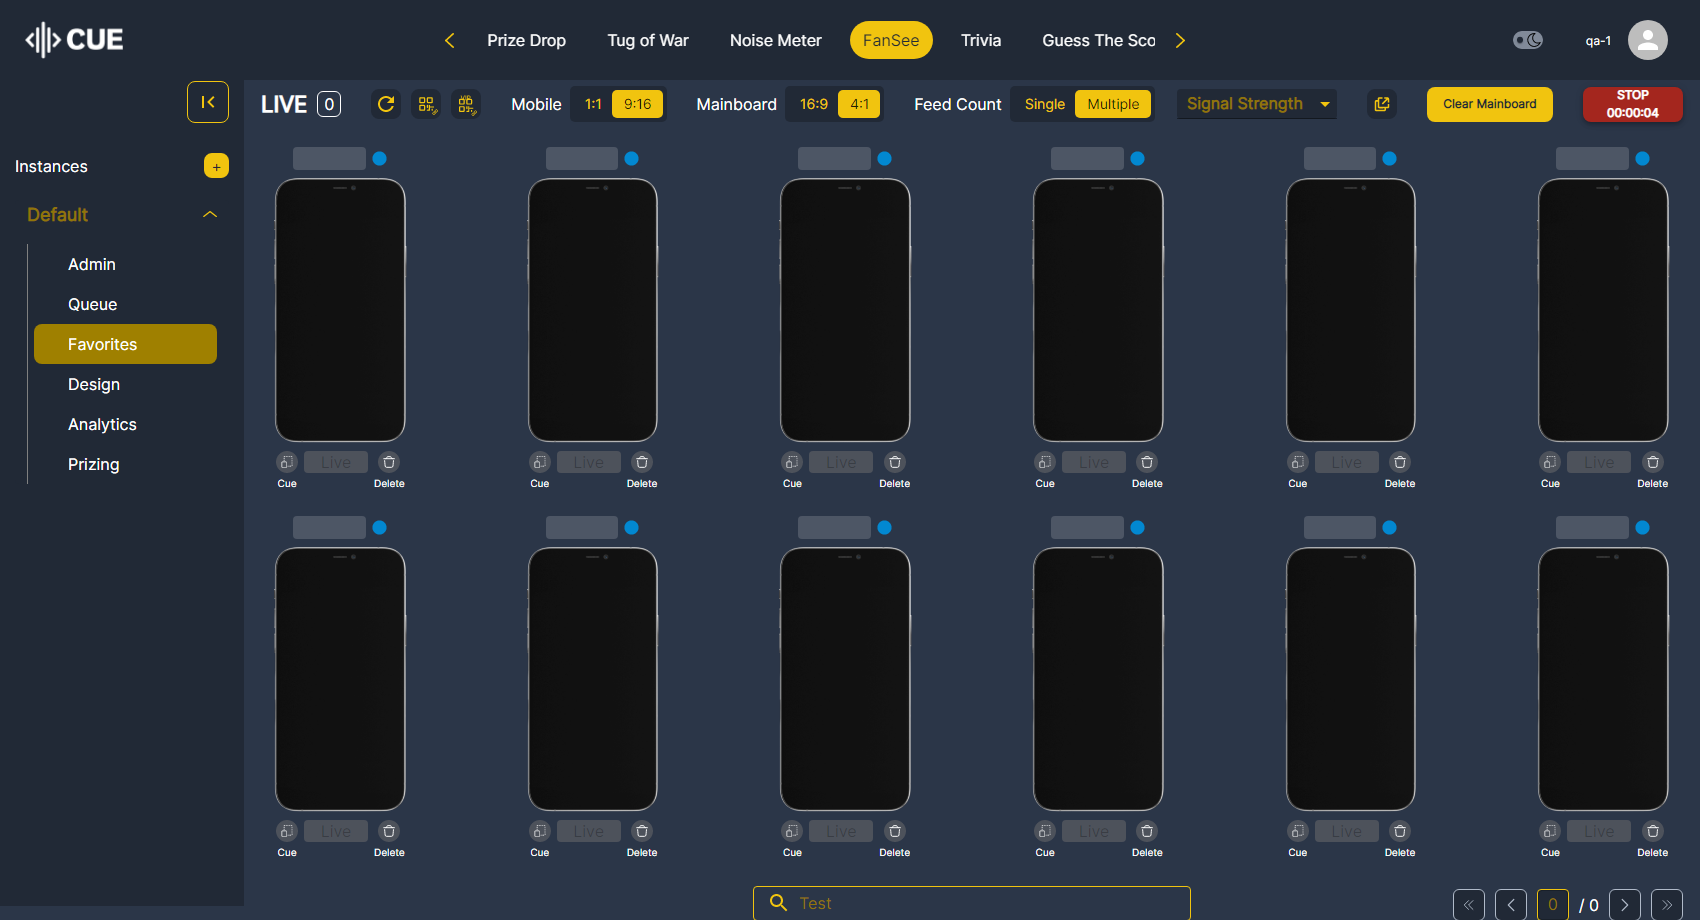 CUE
Prize Drop
Tug of War
Noise Meter
FanSee
Trivia
Guess The Sco
qa-1
LIVE 0
Mobile 1:1 9:16
Mainboard 16:9 4:1
Feed Count Single Multiple
Signal Strength
Clear Mainboard
STOP
00:00:04
Instances +
Default
Admin
Queue
Favorites
Design
Analytics
Prizing
Live Live Live Live Live Live
Cue Delete Cue Delete Cue Delete Cue Delete Cue Delete Cue Delete
Live Live Live Live Live Live
Cue Delete Cue Delete Cue Delete Cue Delete Cue Delete Cue Delete
Test
0 / 0